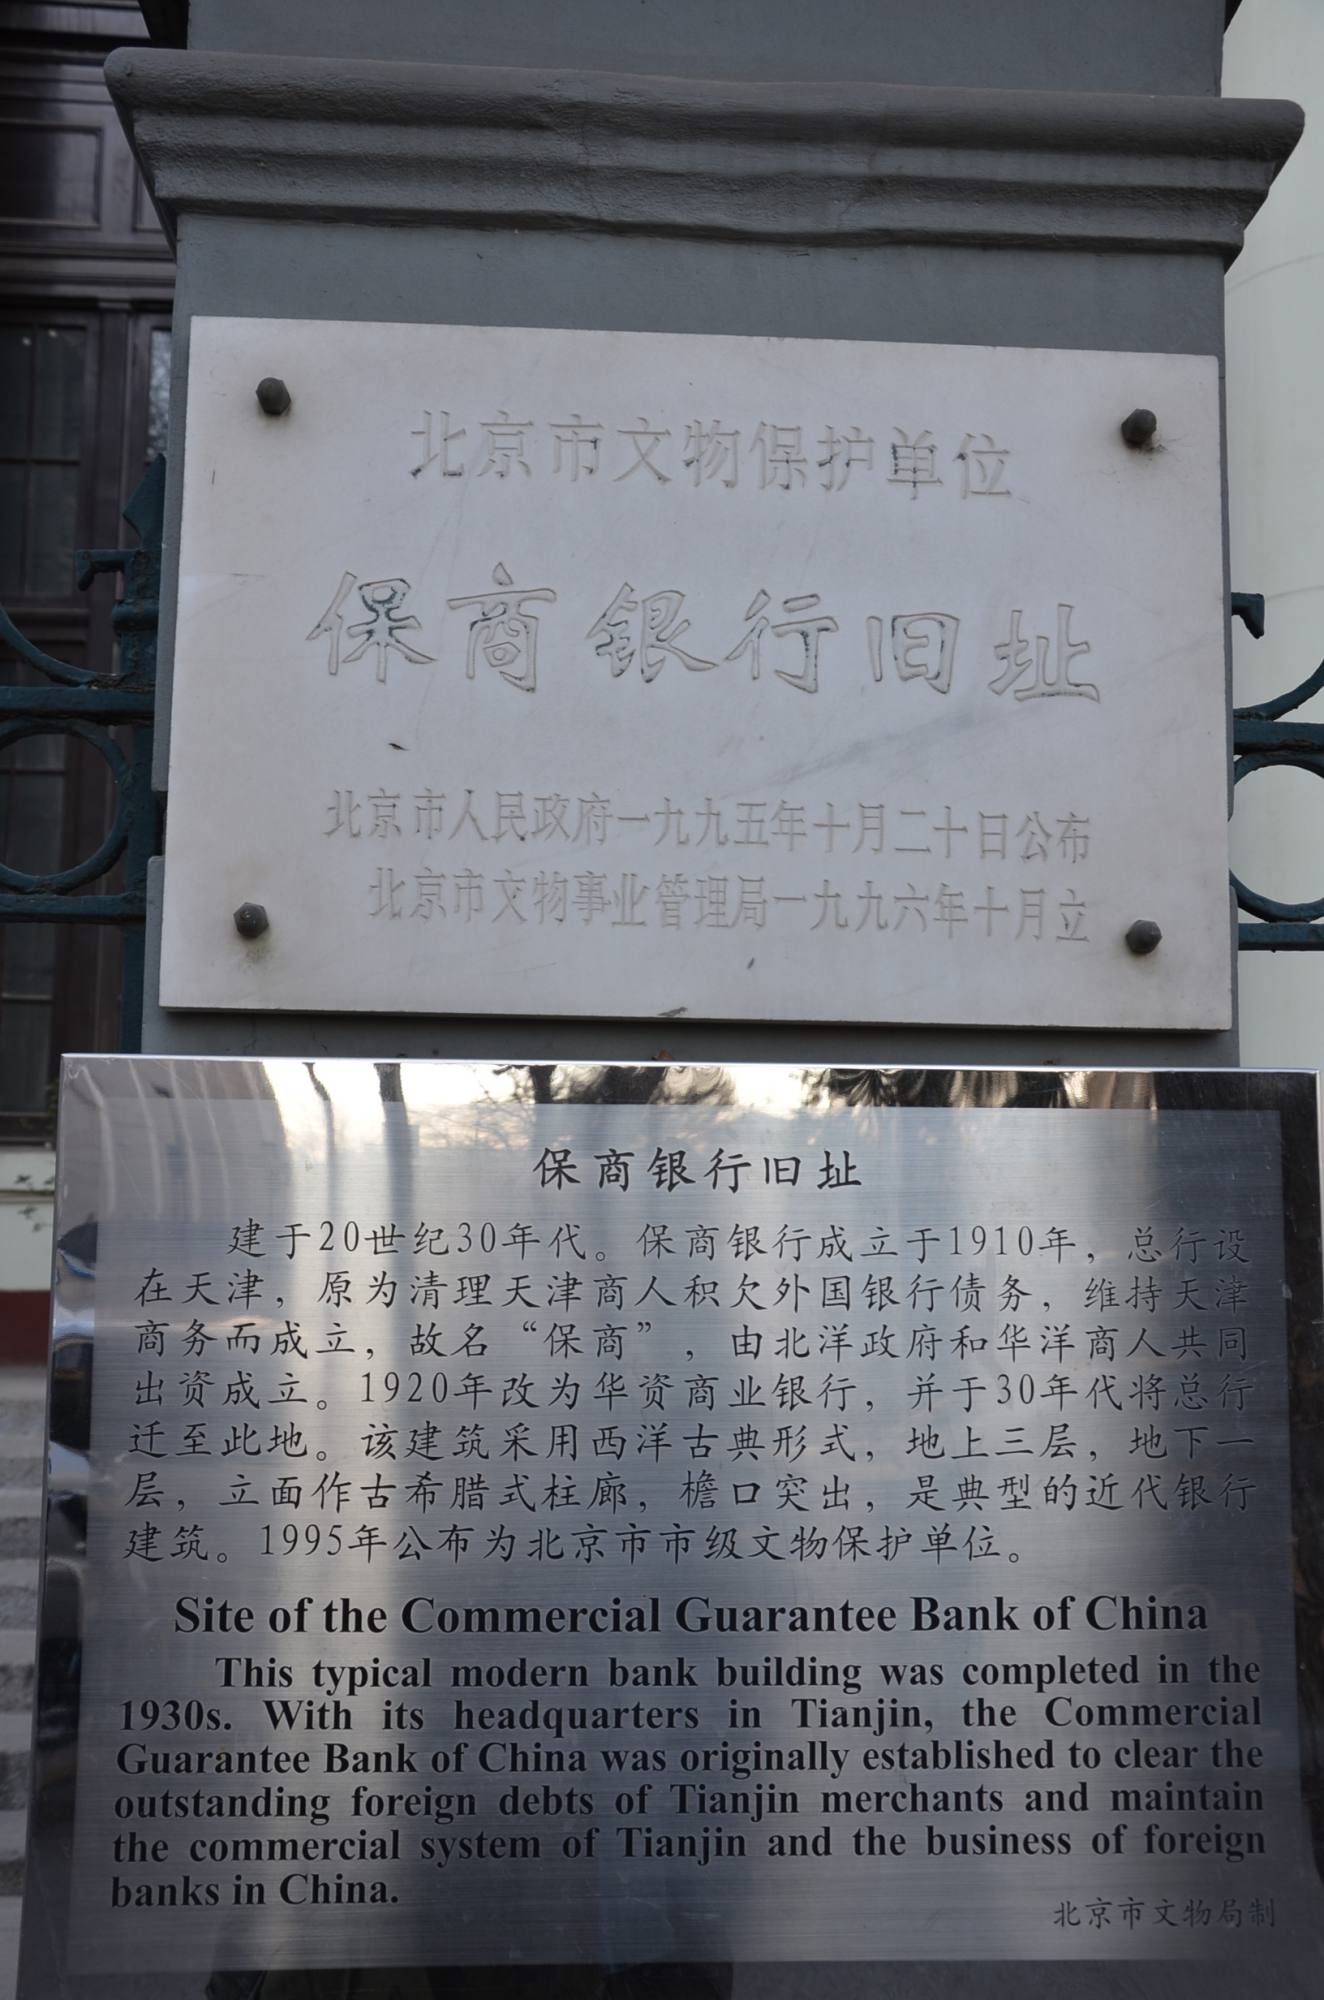 北京市文物保护单位
保商银行旧址
北京市人民政府一九九五年十月二十日公布
北京市文物事业管理局一九九六年十月立
保商银行旧址
建于20世纪30年代。保商银行成立于1910年，总行设
在天津，原为清理天津商人积欠外国银行债务，维持天津
商务而成立，故名“保商”，由北洋政府和华洋商人共同
出资成立。1920年改为华资商业银行，并于30年代将总行
迁至此地。该建筑采用西洋古典形式，地上三层，地下一
层，立面作古希腊式柱廊，檐口突出，是典型的近代银行
建筑。1995年公布为北京市市级文物保护单位。
Site of the Commercial Guarantee Bank of China
This typical modern bank building was completed in the
1930s. With its headquarters in Tianjin, the Commercial
Guarantee Bank of China was originally established to clear the
outstanding foreign debts of Tianjin merchants and maintain
the commercial system of Tianjin and the business of foreign
banks in China.
北京市文物局制